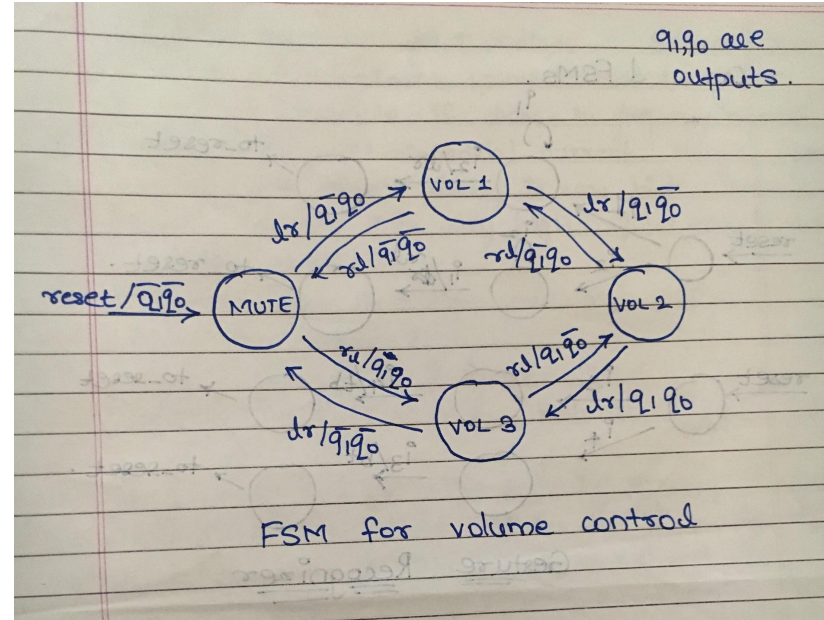 q₁,q₀ are
outputs.
VOL 1
lr/q̅₁q₀
lr/q₁q̅₀
rl/q̅₁q̅₀
rl/q̅₁q₀
reset/q̅₁q̅₀
MUTE
VOL 2
rl/q₁q₀
rl/q₁q̅₀
lr/q̅₁q̅₀
VOL 3
lr/q₁q₀
FSM for volume control